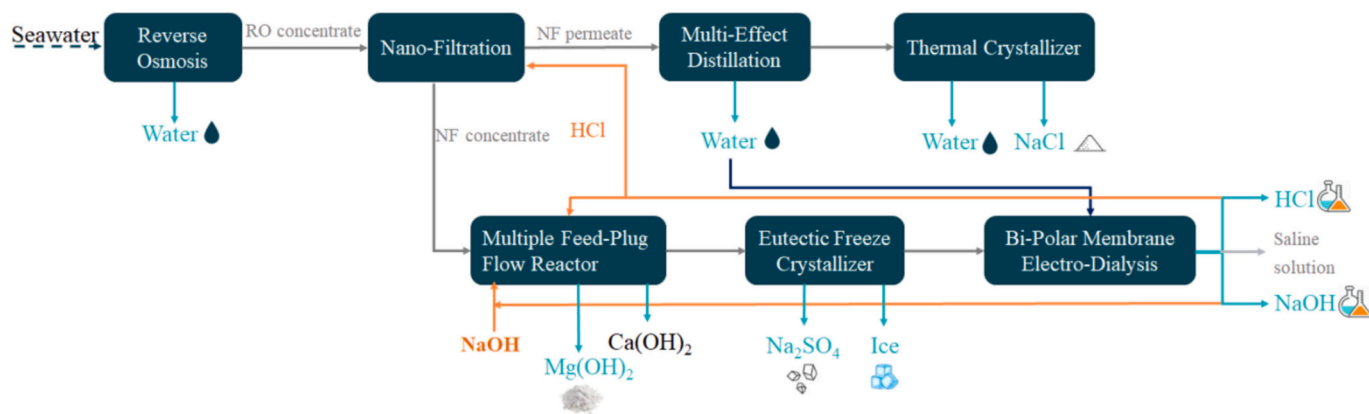 Seawater
Reverse
Osmosis
RO concentrate
Nano-Filtration
NF permeate
Multi-Effect
Distillation
Thermal Crystallizer
Water
NF concentrate
HCl
Water
Water
NaCl
Multiple Feed-Plug
Flow Reactor
Eutectic Freeze
Crystallizer
Bi-Polar Membrane
Electro-Dialysis
HCl
Saline
solution
NaOH
NaOH
Mg(OH)₂
Ca(OH)₂
Na₂SO₄
Ice